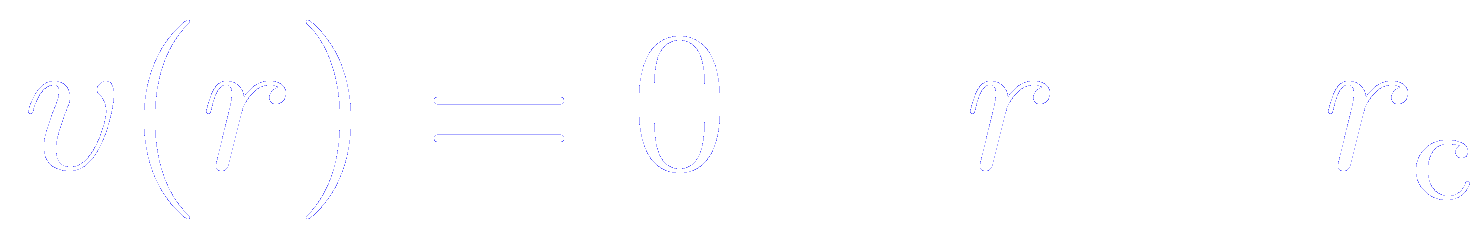 v(r) = 0 r r_c